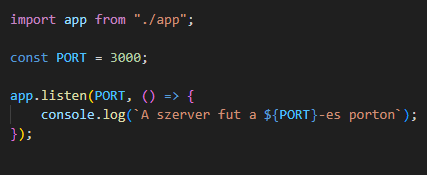 import app from "./app";
const PORT = 3000;
app.listen(PORT, () => {
    console.log(`A szerver fut a ${PORT}-es porton`);
});